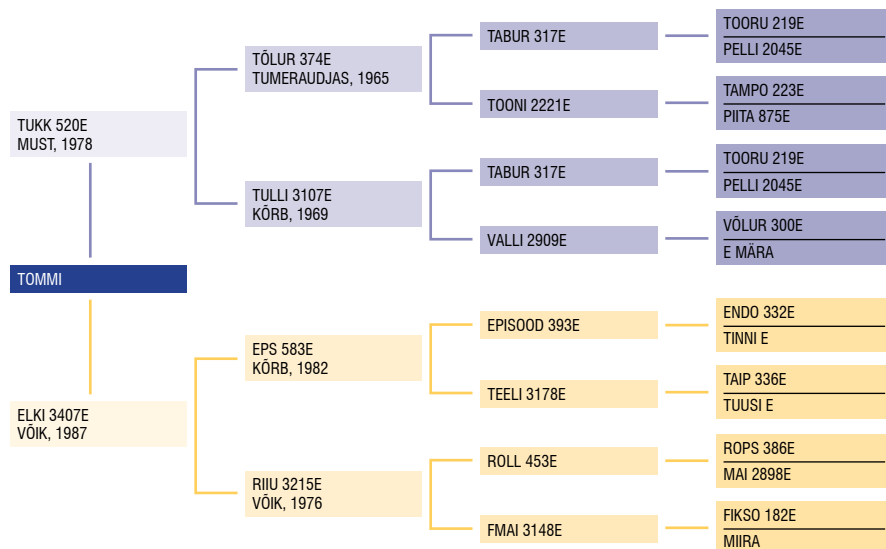 TOMMI
TUKK 520E
MUST, 1978
TÕLUR 374E
TUMERAUDJAS, 1965
TABUR 317E
TOORU 219E
PELLI 2045E
TOONI 2221E
TAMPO 223E
PIITA 875E
TULLI 3107E
KÕRB, 1969
TABUR 317E
TOORU 219E
PELLI 2045E
VALLI 2909E
VÕLUR 300E
E MÄRA
ELKI 3407E
VÕIK, 1987
EPS 583E
KÕRB, 1982
EPISOOD 393E
ENDO 332E
TINNI E
TEELI 3178E
TAIP 336E
TUUSI E
RIIU 3215E
VÕIK, 1976
ROLL 453E
ROPS 386E
MAI 2898E
FMAI 3148E
FIKSO 182E
MIIRA